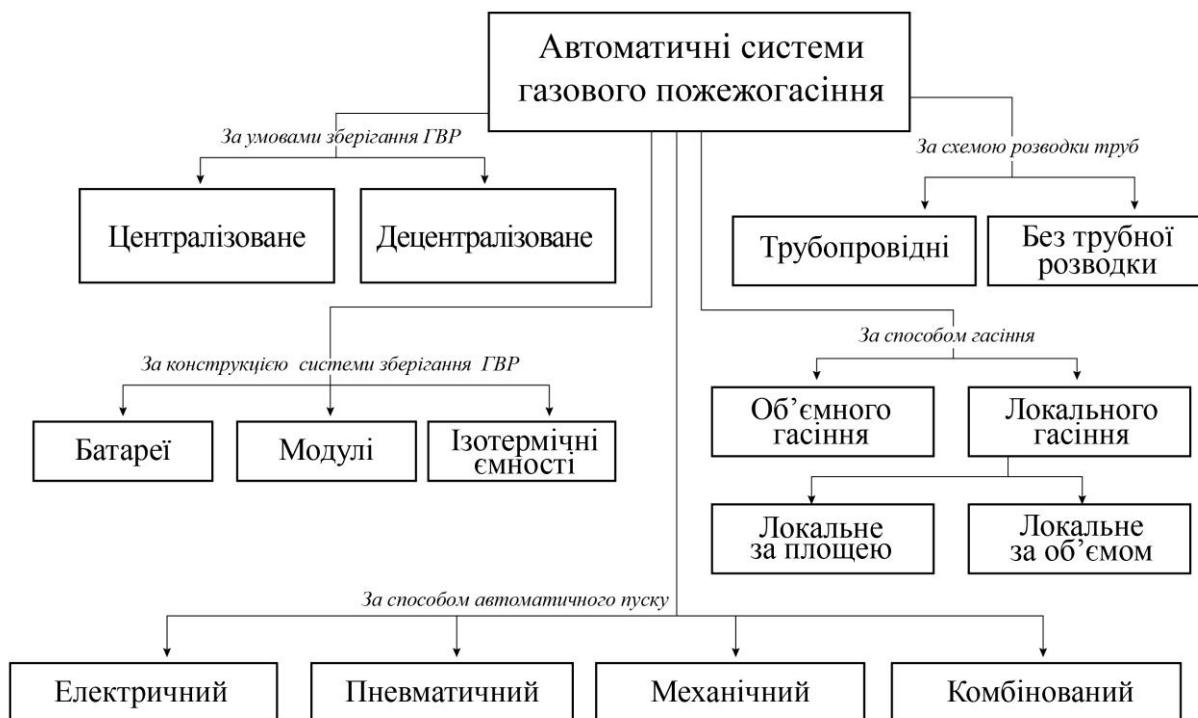 Автоматичні системи
газового пожежогасіння
За умовами зберігання ГВР
За схемою розводки труб
Централізоване
Децентралізоване
Трубопровідні
Без трубної
розводки
За конструкцією системи зберігання ГВР
За способом гасіння
Батареї
Модулі
Ізотермічні
ємності
Об’ємного
гасіння
Локального
гасіння
Локальне
за площею
Локальне
за об’ємом
За способом автоматичного пуску
Електричний
Пневматичний
Механічний
Комбінований